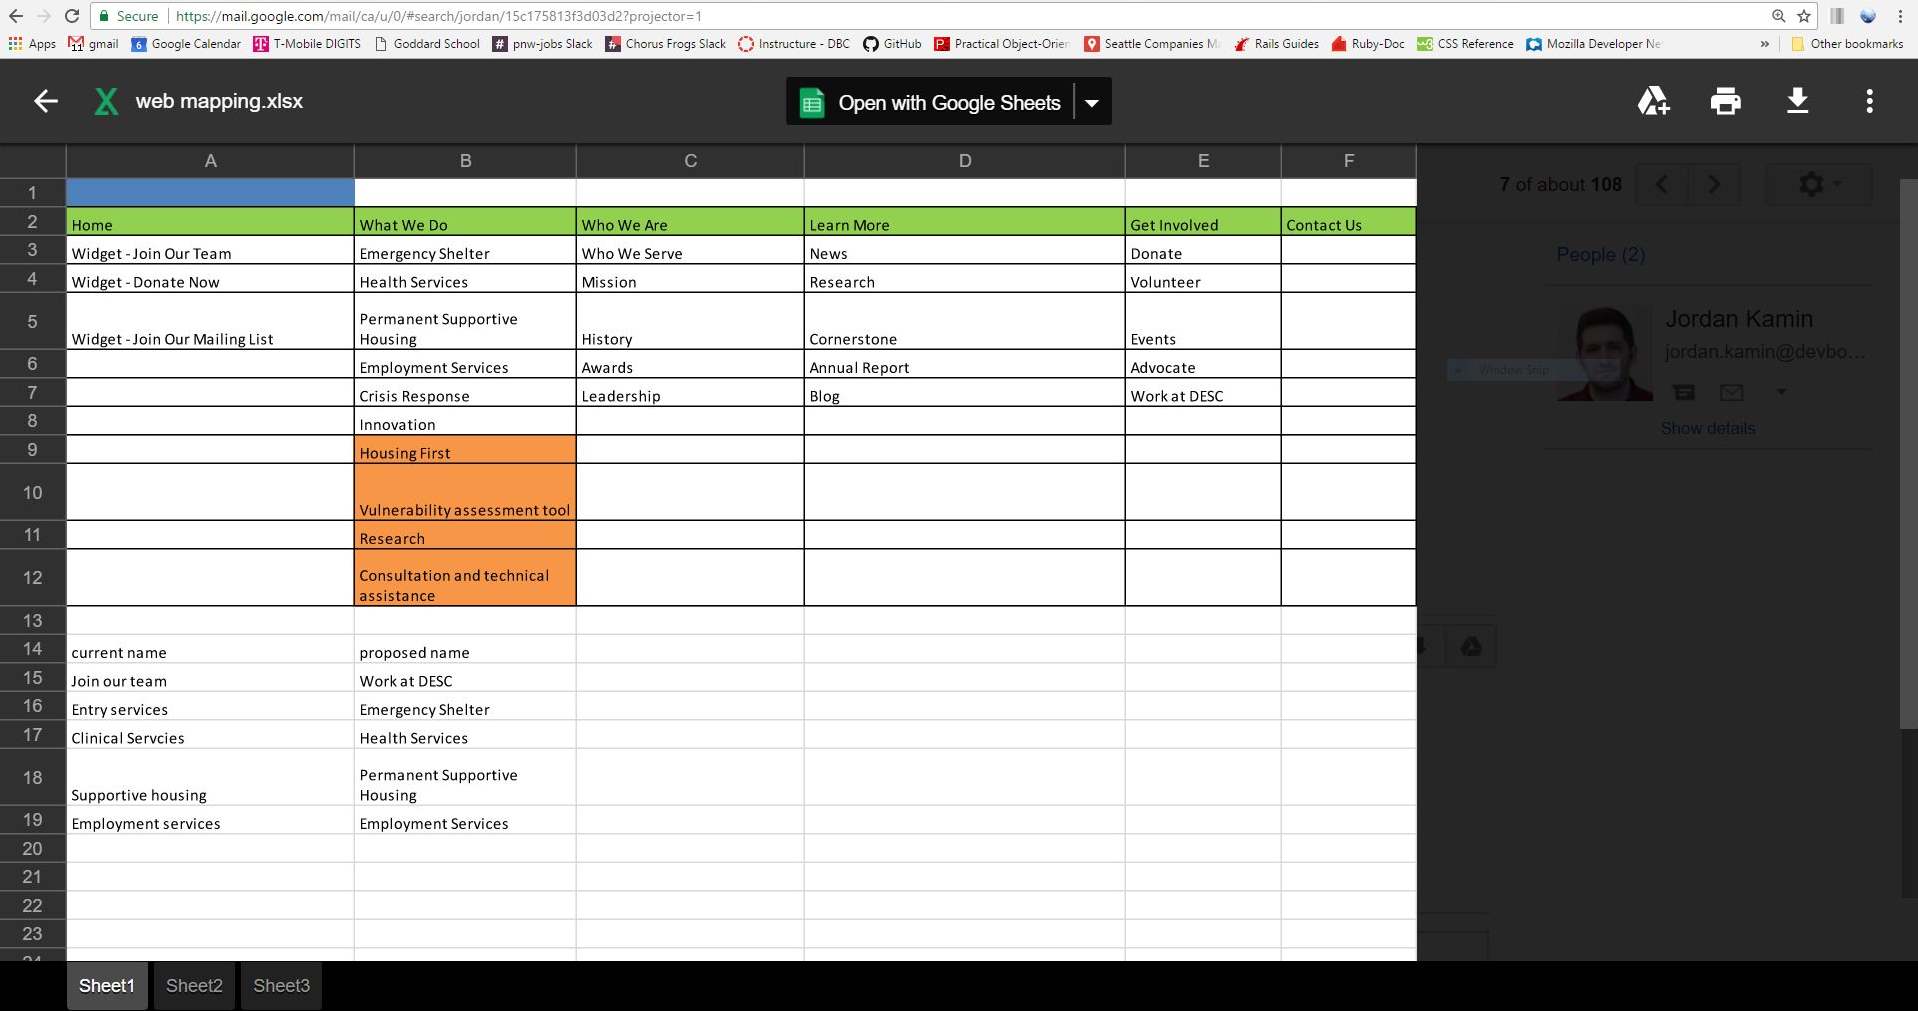 Secure https://mail.google.com/mail/ca/u/0/#search/jordan/15c175813f3d03d2?projector=1
Apps gmail Google Calendar T-Mobile DIGITS Goddard School pnw-jobs Slack Chorus Frogs Slack Instructure - DBC GitHub Practical Object-Orien Seattle Companies M Rails Guides Ruby-Doc CSS Reference Mozilla Developer Ne » Other bookmarks
web mapping.xlsx Open with Google Sheets
A B C D E F
1
2 Home What We Do Who We Are Learn More Get Involved Contact Us
3 Widget - Join Our Team Emergency Shelter Who We Serve News Donate
4 Widget - Donate Now Health Services Mission Research Volunteer
5 Widget - Join Our Mailing List Permanent Supportive Housing History Cornerstone Events
6 Employment Services Awards Annual Report Advocate
7 Crisis Response Leadership Blog Work at DESC
8 Innovation
9 Housing First
10 Vulnerability assessment tool
11 Research
12 Consultation and technical assistance
13
14 current name proposed name
15 Join our team Work at DESC
16 Entry services Emergency Shelter
17 Clinical Servcies Health Services
18 Supportive housing Permanent Supportive Housing
19 Employment services Employment Services
20
21
22
23
24
7 of about 108
People (2)
Jordan Kamin
jordan.kamin@devbo...
Window Snip
Show details
Sheet1 Sheet2 Sheet3